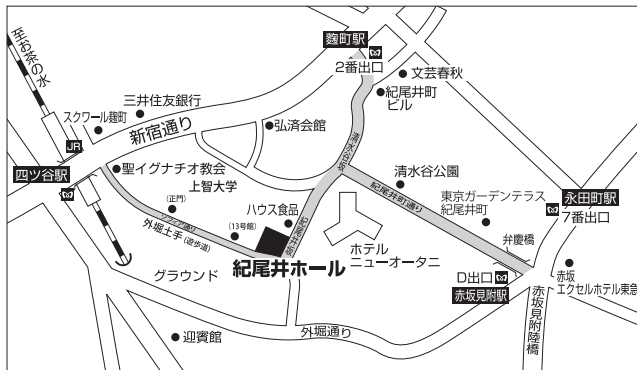 至お茶の水
麴町駅
2番出口
文芸春秋
紀尾井町
ビル
三井住友銀行
スクワール麴町
新宿通り
弘済会館
清水谷坂
JR
四ツ谷駅
聖イグナチオ教会
上智大学
清水谷公園
紀尾井町通り
東京ガーデンテラス
紀尾井町
永田町駅
7番出口
(正門)
ソフィア通り
外堀土手(遊歩道)
(13号館)
ハウス食品
紀尾井坂
ホテル
ニューオータニ
弁慶橋
グラウンド
紀尾井ホール
D出口
赤坂見附駅
赤坂
エクセルホテル東急
赤坂見附陸橋
外堀通り
迎賓館